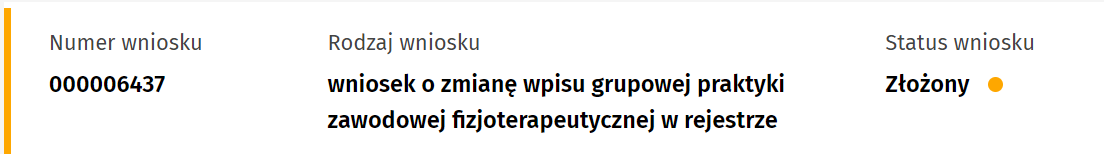 Numer wniosku
000006437
Rodzaj wniosku
wniosek o zmianę wpisu grupowej praktyki
zawodowej fizjoterapeutycznej w rejestrze
Status wniosku
Złożony